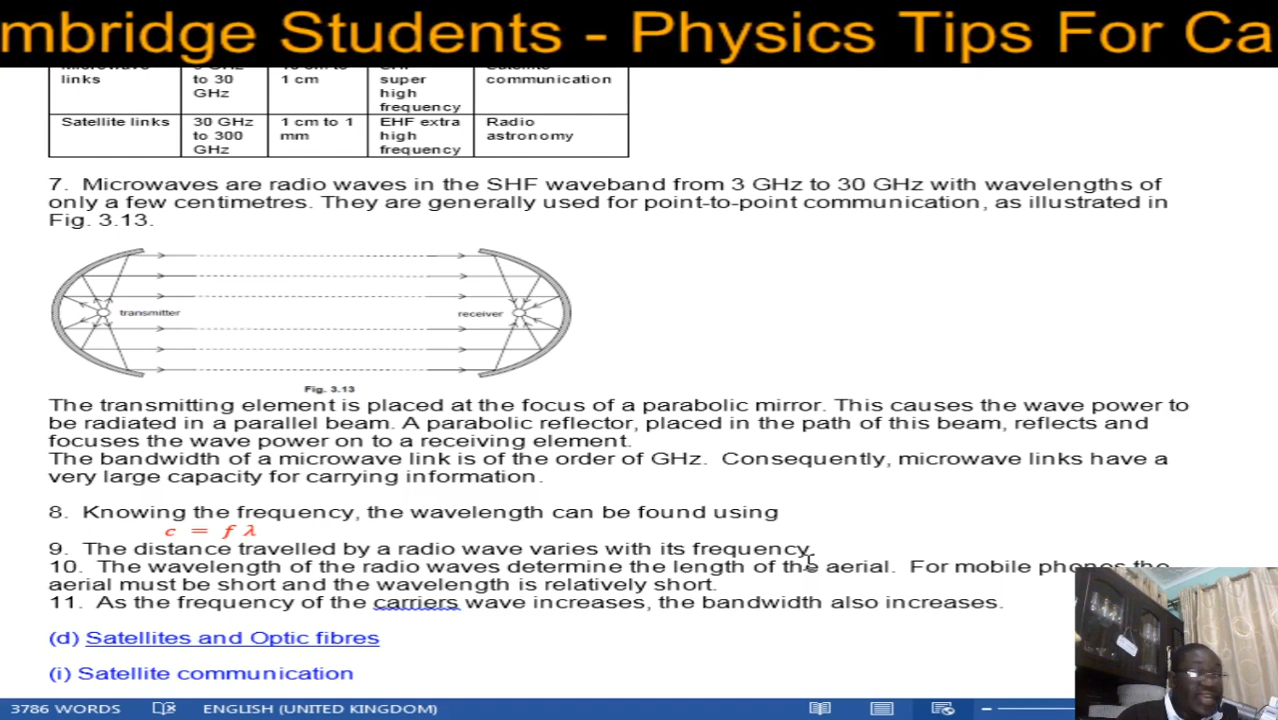 mbridge Students - Physics Tips For Ca
links
to 30
GHz
1 cm
super
high
frequency
communication
Satellite links
30 GHz
to 300
GHz
1 cm to 1
mm
EHF extra
high
frequency
Radio
astronomy
7. Microwaves are radio waves in the SHF waveband from 3 GHz to 30 GHz with wavelengths of
only a few centimetres. They are generally used for point-to-point communication, as illustrated in
Fig. 3.13.
transmitter
receiver
Fig. 3.13
The transmitting element is placed at the focus of a parabolic mirror. This causes the wave power to
be radiated in a parallel beam. A parabolic reflector, placed in the path of this beam, reflects and
focuses the wave power on to a receiving element.
The bandwidth of a microwave link is of the order of GHz. Consequently, microwave links have a
very large capacity for carrying information.
8. Knowing the frequency, the wavelength can be found using
c = f λ
9. The distance travelled by a radio wave varies with its frequency.
10. The wavelength of the radio waves determine the length of the aerial. For mobile phones the
aerial must be short and the wavelength is relatively short.
11. As the frequency of the carriers wave increases, the bandwidth also increases.
(d) Satellites and Optic fibres
(i) Satellite communication
3786 WORDS
ENGLISH (UNITED KINGDOM)